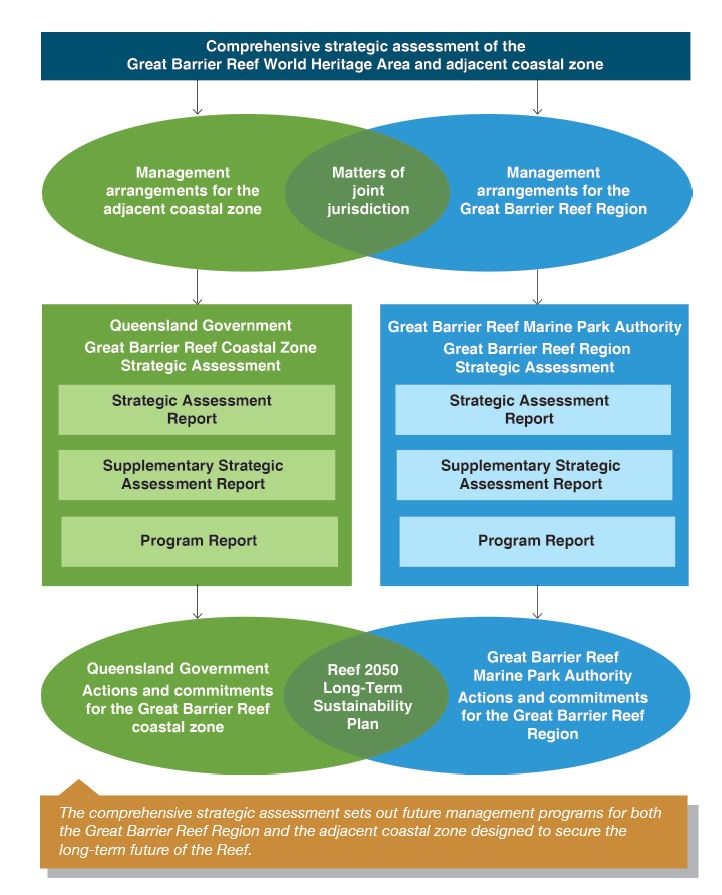 Comprehensive strategic assessment of the
Great Barrier Reef World Heritage Area and adjacent coastal zone
Management
arrangements for the
adjacent coastal zone
Matters of
joint
jurisdiction
Management
arrangements for the
Great Barrier Reef Region
Queensland Government
Great Barrier Reef Coastal Zone
Strategic Assessment
Strategic Assessment
Report
Supplementary Strategic
Assessment Report
Program Report
Great Barrier Reef Marine Park Authority
Great Barrier Reef Region
Strategic Assessment
Strategic Assessment
Report
Supplementary Strategic
Assessment Report
Program Report
Queensland Government
Actions and commitments
for the Great Barrier Reef
coastal zone
Reef 2050
Long-Term
Sustainability
Plan
Great Barrier Reef
Marine Park Authority
Actions and commitments
for the Great Barrier Reef
Region
The comprehensive strategic assessment sets out future management programs for both
the Great Barrier Reef Region and the adjacent coastal zone designed to secure the
long-term future of the Reef.